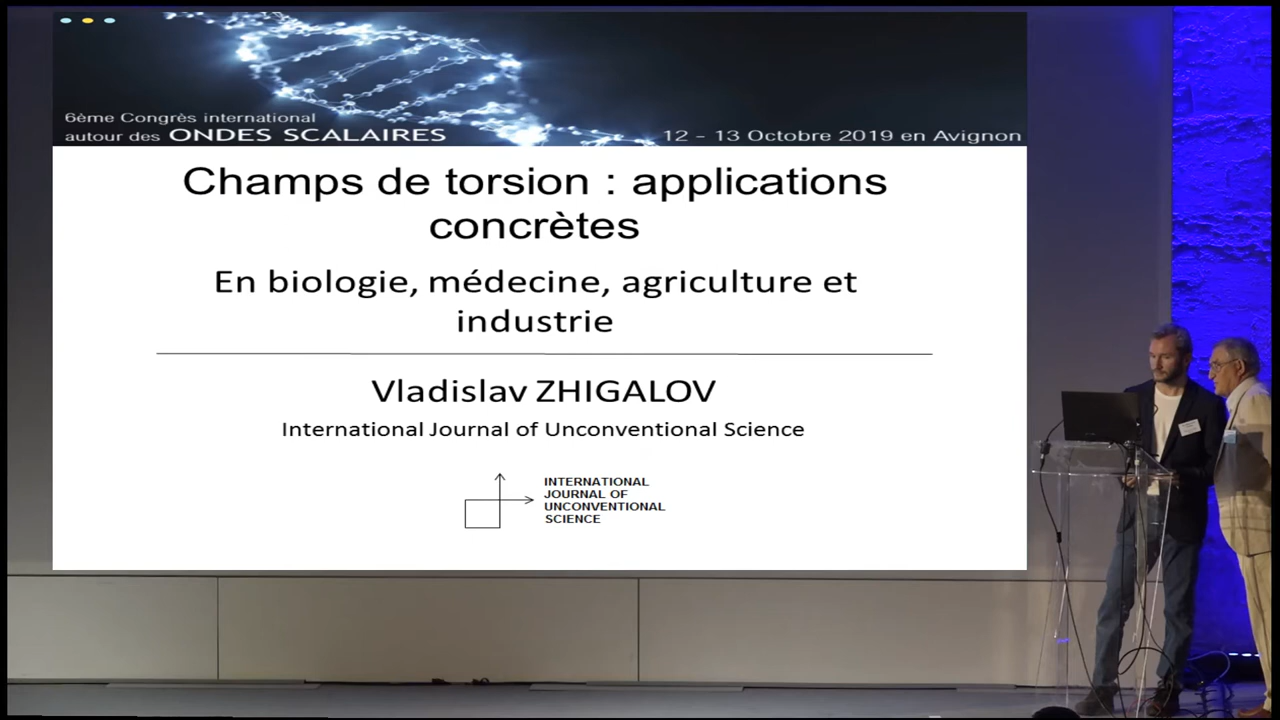 6ème Congrès international
autour des ONDES SCALAIRES
12 - 13 Octobre 2019 en Avignon
Champs de torsion : applications
concrètes
En biologie, médecine, agriculture et
industrie
Vladislav ZHIGALOV
International Journal of Unconventional Science
INTERNATIONAL
JOURNAL OF
UNCONVENTIONAL
SCIENCE